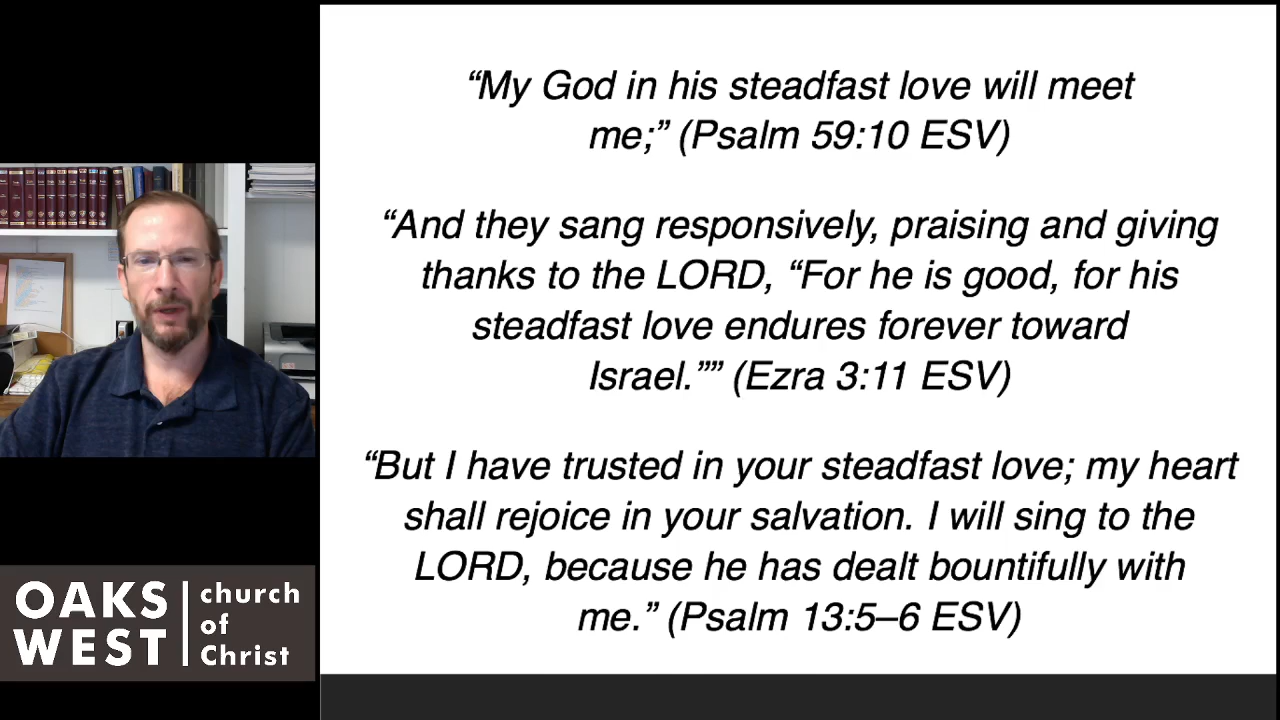 “My God in his steadfast love will meet
me;” (Psalm 59:10 ESV)
“And they sang responsively, praising and giving
thanks to the LORD, “For he is good, for his
steadfast love endures forever toward
Israel.”” (Ezra 3:11 ESV)
“But I have trusted in your steadfast love; my heart
shall rejoice in your salvation. I will sing to the
LORD, because he has dealt bountifully with
me.” (Psalm 13:5–6 ESV)
OAKS
WEST
church
of
Christ